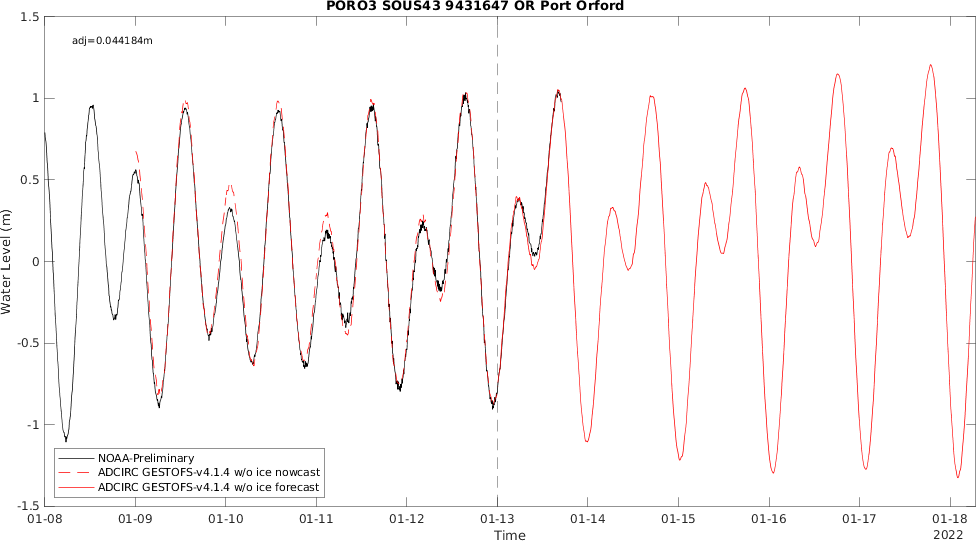 PORO3 SOUS43 9431647 OR Port Orford
adj=0.044184m
Water Level (m)
1.5
1
0.5
0
-0.5
-1
-1.5
NOAA-Preliminary
ADCIRC GESTOFS-v4.1.4 w/o ice nowcast
ADCIRC GESTOFS-v4.1.4 w/o ice forecast
01-08 01-09 01-10 01-11 01-12 01-13 01-14 01-15 01-16 01-17 01-18
2022
Time